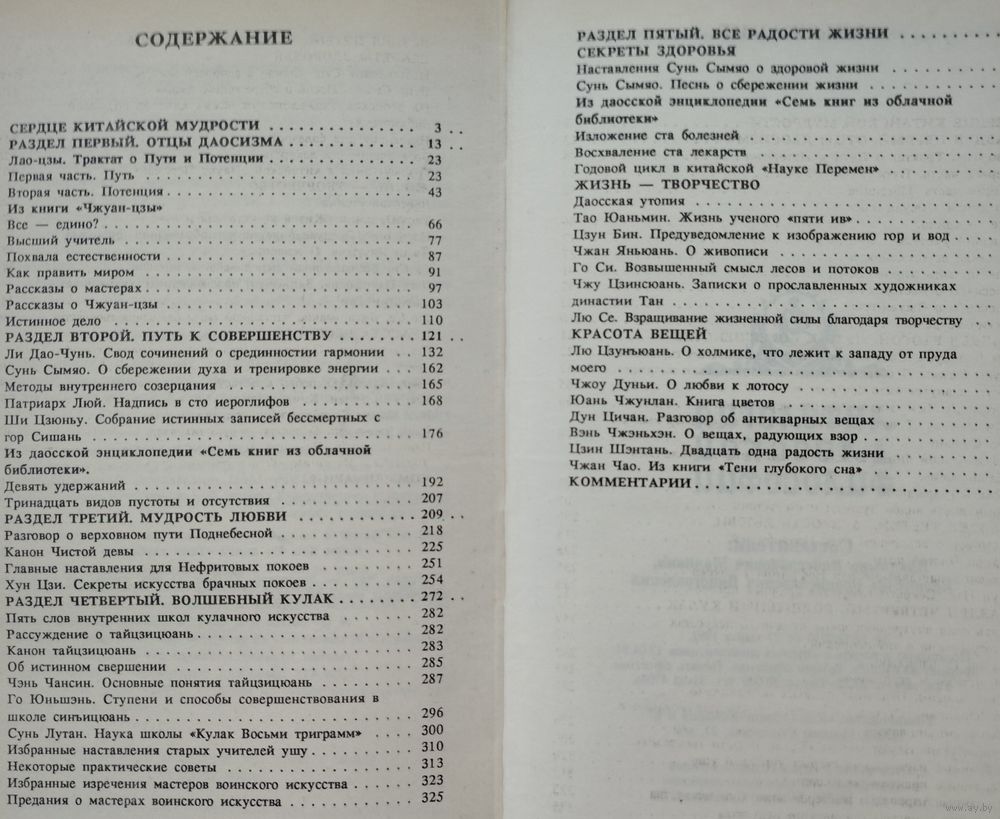 СОДЕРЖАНИЕ
СЕРДЦЕ КИТАЙСКОЙ МУДРОСТИ . . . . . . . . . . . . . . 3 . .
РАЗДЕЛ ПЕРВЫЙ. ОТЦЫ ДАОСИЗМА . . . . . . . . . . . . 13 . .
Лао-цзы. Трактат о Пути и Потенции . . . . . . . . . . . . . 23
Первая часть. Путь . . . . . . . . . . . . . . . . . . . . . 23
Вторая часть. Потенция . . . . . . . . . . . . . . . . . . . 43
Из книги «Чжуан-цзы»
Все — едино? . . . . . . . . . . . . . . . . . . . . . . . . 66
Высший учитель . . . . . . . . . . . . . . . . . . . . . . . 77
Похвала естественности . . . . . . . . . . . . . . . . . . . 87
Как править миром . . . . . . . . . . . . . . . . . . . . . 91
Рассказы о мастерах . . . . . . . . . . . . . . . . . . . . 97
Рассказы о Чжуан-цзы . . . . . . . . . . . . . . . . . . . 103
Истинное дело . . . . . . . . . . . . . . . . . . . . . . 110
РАЗДЕЛ ВТОРОЙ. ПУТЬ К СОВЕРШЕНСТВУ . . . . . . . . 121 . .
Ли Дао-Чунь. Свод сочинений о срединностии гармонии . . 132
Сунь Сымяо. О сбережении духа и тренировке энергии . . . 162
Методы внутреннего созерцания . . . . . . . . . . . . . . 165
Патриарх Люй. Надпись в сто иероглифов . . . . . . . . . . 168
Ши Цзюньу. Собрание истинных записей бессмертных с
гор Сишань . . . . . . . . . . . . . . . . . . . . . . . . 176
Из даосской энциклопедии «Семь книг из облачной
библиотеки».
Девять удержаний . . . . . . . . . . . . . . . . . . . . . 192
Тринадцать видов пустоты и отсутствия . . . . . . . . . . . 207
РАЗДЕЛ ТРЕТИЙ. МУДРОСТЬ ЛЮБВИ . . . . . . . . . . . 209 . .
Разговор о верховном пути Поднебесной . . . . . . . . . . . 218
Канон Чистой девы . . . . . . . . . . . . . . . . . . . . 225
Главные наставления для Нефритовых покоев . . . . . . . . 251
Хун Цзи. Секреты искусства брачных покоев . . . . . . . . . 254
РАЗДЕЛ ЧЕТВЕРТЫЙ. ВОЛШЕБНЫЙ КУЛАК . . . . . . . . 272 . .
Пять слов внутренних школ кулачного искусства . . . . . . 282
Рассуждение о тайцзицюань . . . . . . . . . . . . . . . . . 282
Канон тайцзицюань . . . . . . . . . . . . . . . . . . . . 283
Об истинном свершении . . . . . . . . . . . . . . . . . . 285
Чэнь Чансин. Основные понятия тайцзицюань . . . . . . . . 287
Го Юньшэнь. Ступени и способы совершенствования в
школе синъицюань . . . . . . . . . . . . . . . . . . . . . 296
Сунь Лутан. Наука школы «Кулак Восьми триграмм» . . . . 300
Избранные наставления старых учителей ушу . . . . . . . . . 310
Некоторые практические советы . . . . . . . . . . . . . . . 313
Избранные изречения мастеров воинского искусства . . . . . . 323
Предания о мастерах воинского искусства . . . . . . . . . . . 325
РАЗДЕЛ ПЯТЫЙ. ВСЕ РАДОСТИ ЖИЗНИ . . . . . . . . .
СЕКРЕТЫ ЗДОРОВЬЯ
Наставления Сунь Сымяо о здоровой жизни . . . . . . . .
Сунь Сымяо. Песнь о сбережении жизни . . . . . . . . . .
Из даосской энциклопедии «Семь книг из облачной
библиотеки»
Изложение ста болезней . . . . . . . . . . . . . . . . . .
Восхваление ста лекарств . . . . . . . . . . . . . . . . .
Годовой цикл в китайской «Науке Перемен» . . . . . . . .
ЖИЗНЬ — ТВОРЧЕСТВО
Даосская утопия . . . . . . . . . . . . . . . . . . . . . .
Тао Юаньмин. Жизнь ученого «пяти ив» . . . . . . . . . . .
Цзун Бин. Предуведомление к изображению гор и вод . . . .
Чжан Яньюань. О живописи . . . . . . . . . . . . . . . .
Го Си. Возвышенный смысл лесов и потоков . . . . . . . .
Чжу Цзинсюань. Записки о прославленных художниках
династии Тан . . . . . . . . . . . . . . . . . . . . . . .
Лю Се. Взращивание жизненной силы благодаря творчеству . .
КРАСОТА ВЕЩЕЙ
Лю Цзунъюань. О холмике, что лежит к западу от пруда
моего . . . . . . . . . . . . . . . . . . . . . . . . . . .
Чжоу Дуньи. О любви к лотосу . . . . . . . . . . . . . . .
Юань Чжунлан. Книга цветов . . . . . . . . . . . . . . .
Дун Цичан. Разговор об антикварных вещах . . . . . . . . .
Вэнь Чжэньхэн. О вещах, радующих взор . . . . . . . . . .
Цзин Шэнтань. Двадцать одна радость жизни . . . . . . . .
Чжан Чао. Из книги «Тени глубокого сна» . . . . . . . . . .
КОММЕНТАРИИ . . . . . . . . . . . . . . . . . . . . . .
www.ay.by